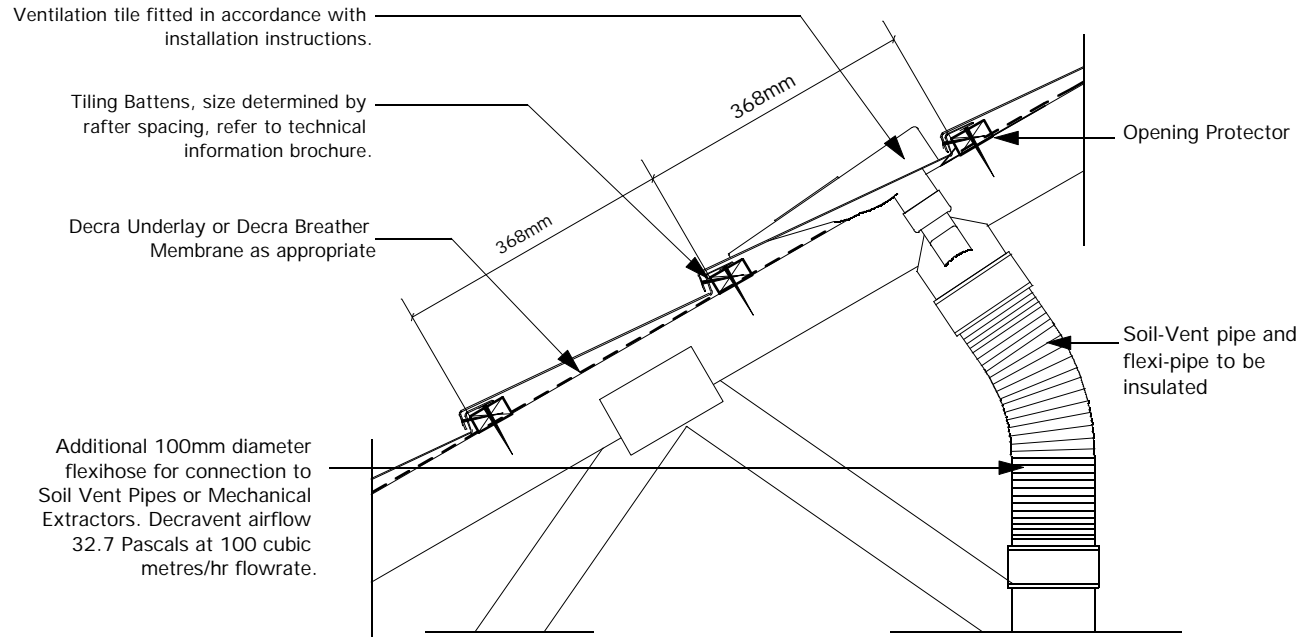 Ventilation tile fitted in accordance with
installation instructions.
Tiling Battens, size determined by
rafter spacing, refer to technical
information brochure.
Decra Underlay or Decra Breather
Membrane as appropriate
Additional 100mm diameter
flexihose for connection to
Soil Vent Pipes or Mechanical
Extractors. Decravent airflow
32.7 Pascals at 100 cubic
metres/hr flowrate.
368mm
368mm
Opening Protector
Soil-Vent pipe and
flexi-pipe to be
insulated